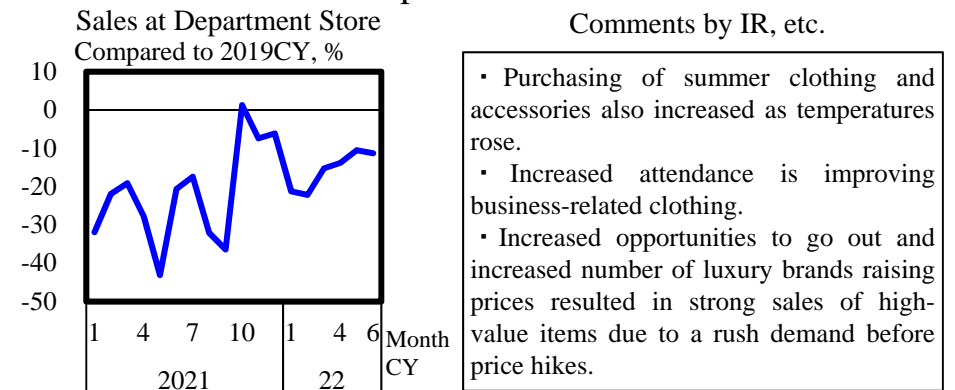 Sales at Department Store
Compared to 2019CY, %
10
0
-10
-20
-30
-40
-50
1 4 7 10 1 4 6 Month
2021 22 CY
Comments by IR, etc.
・Purchasing of summer clothing and
accessories also increased as temperatures
rose.
・Increased attendance is improving
business-related clothing.
・Increased opportunities to go out and
increased number of luxury brands raising
prices resulted in strong sales of high-
value items due to a rush demand before
price hikes.